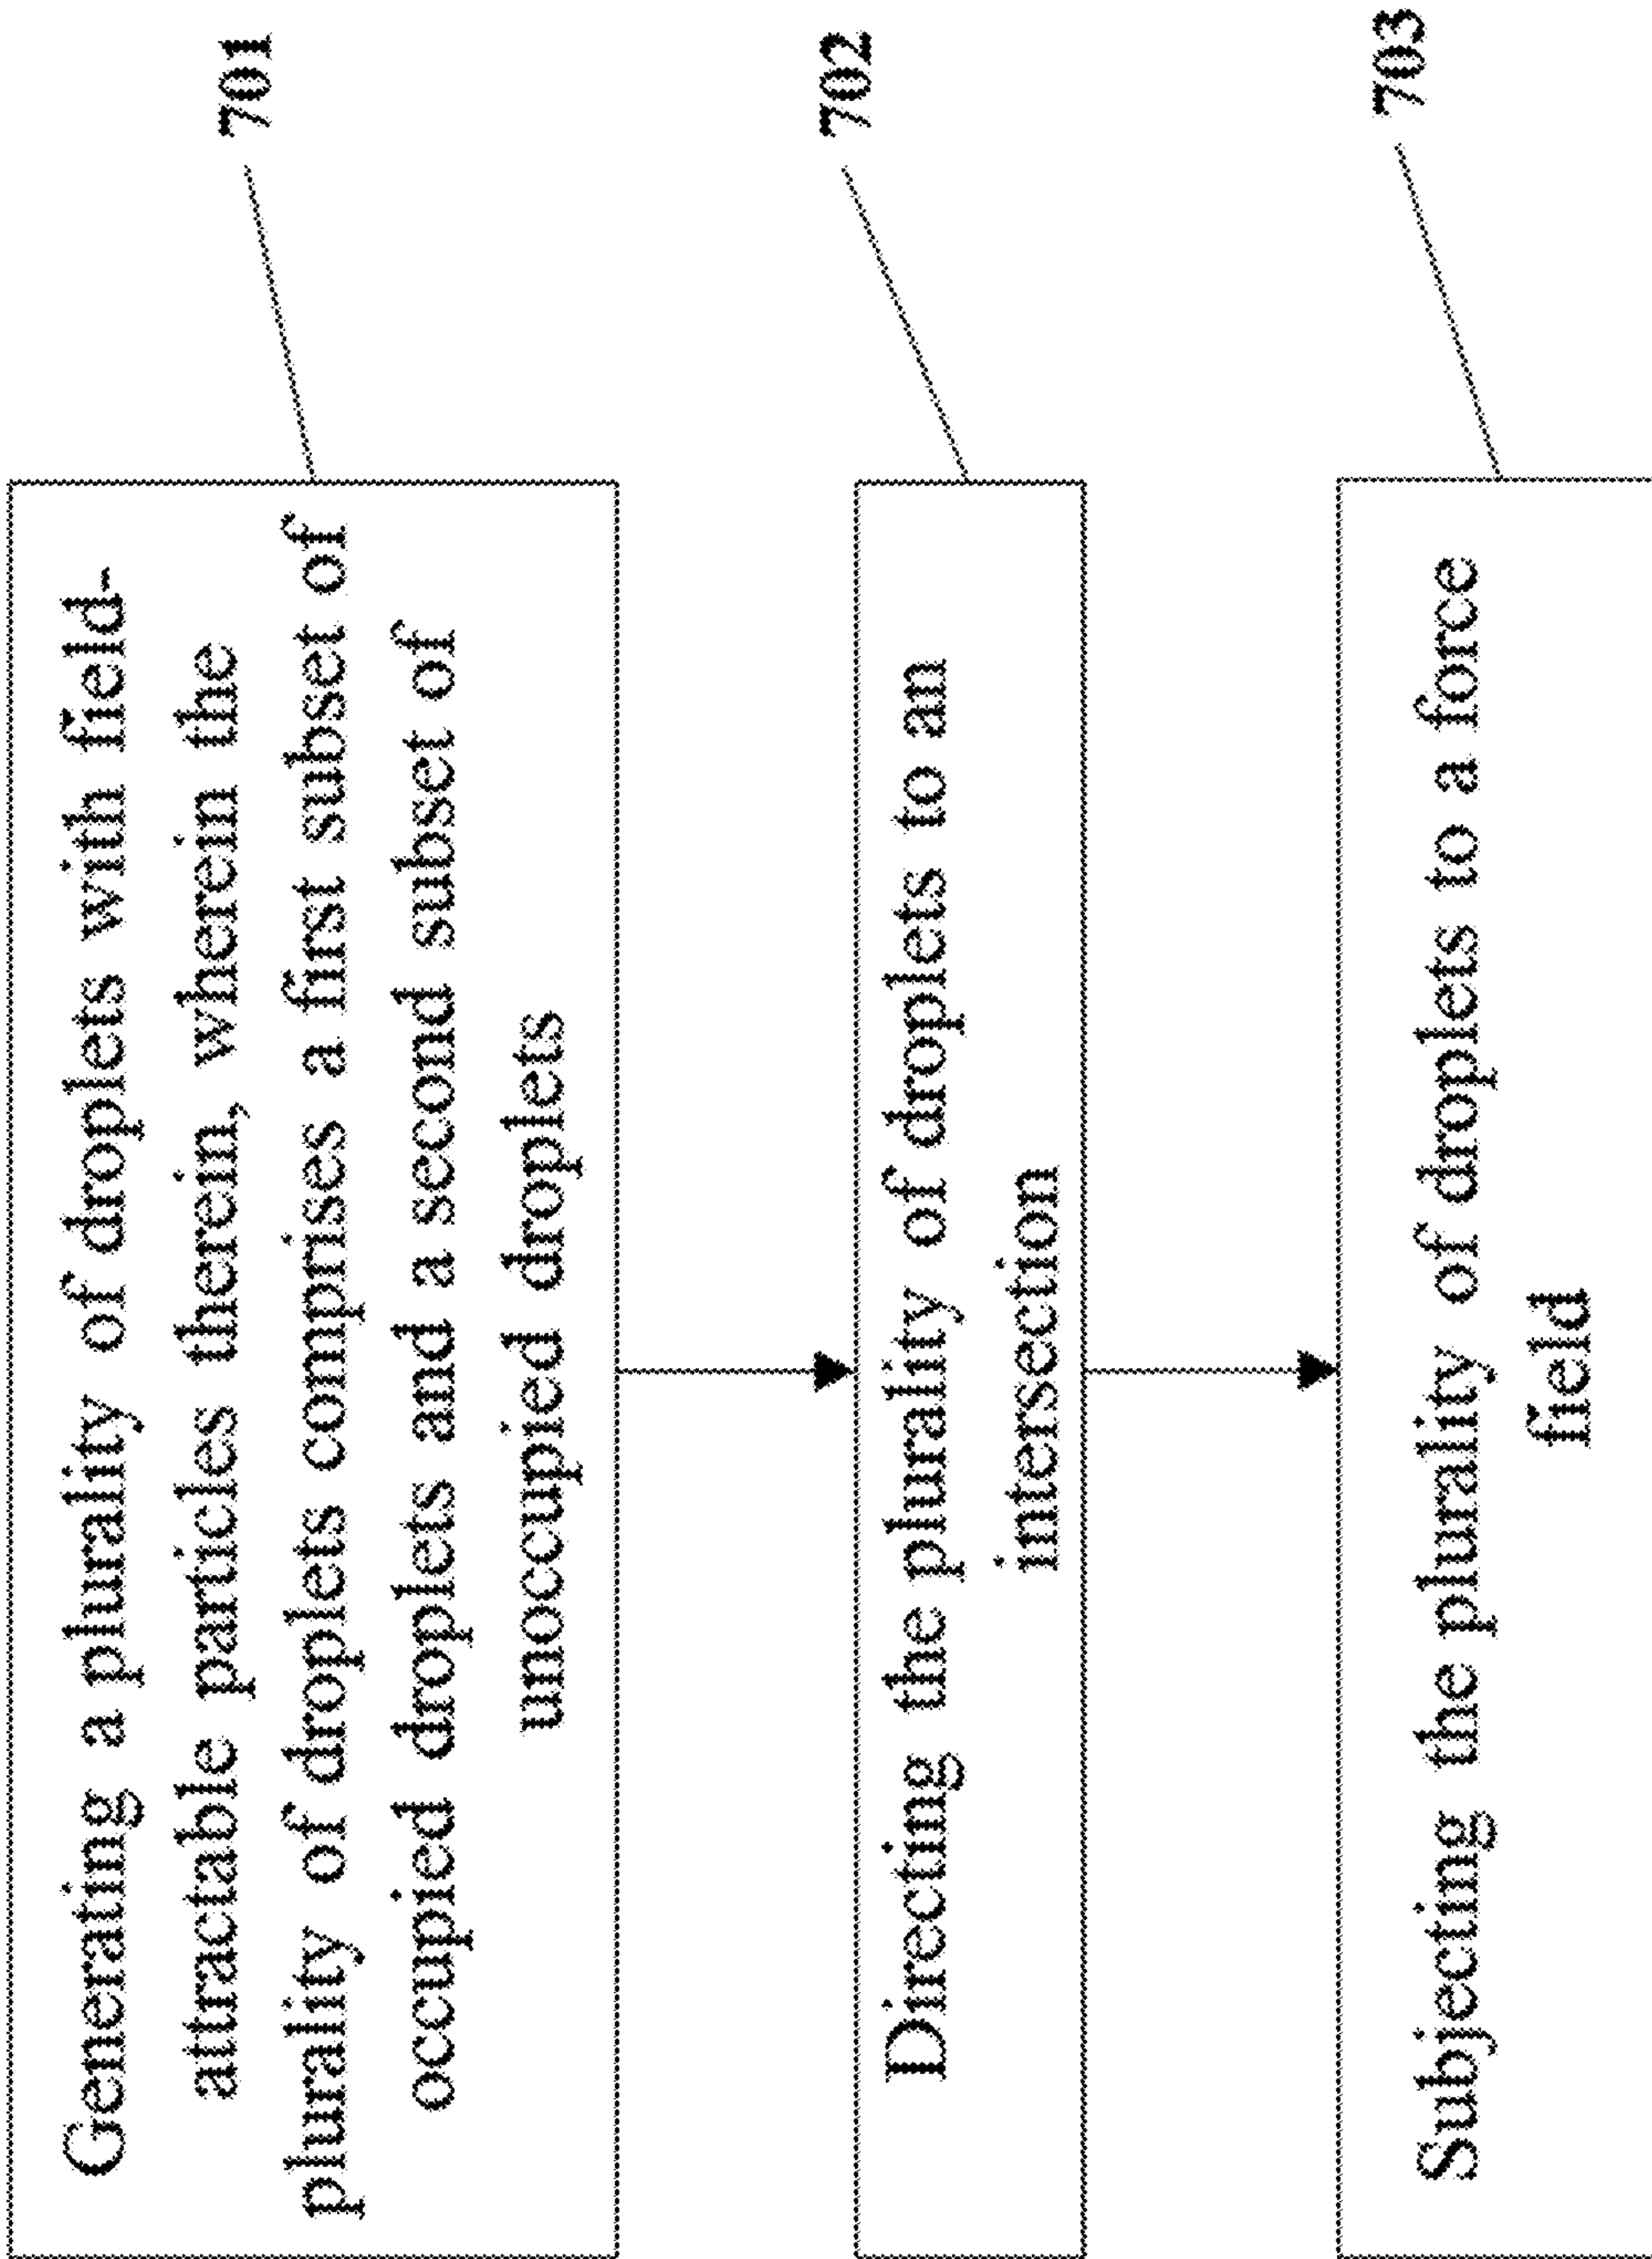 Generating a plurality of droplets with field-
attractable particles therein, wherein the
plurality of droplets comprises a first subset of
occupied droplets and a second subset of
unoccupied droplets
701
Directing the plurality of droplets to an
intersection
702
Subjecting the plurality of droplets to a force
field
703